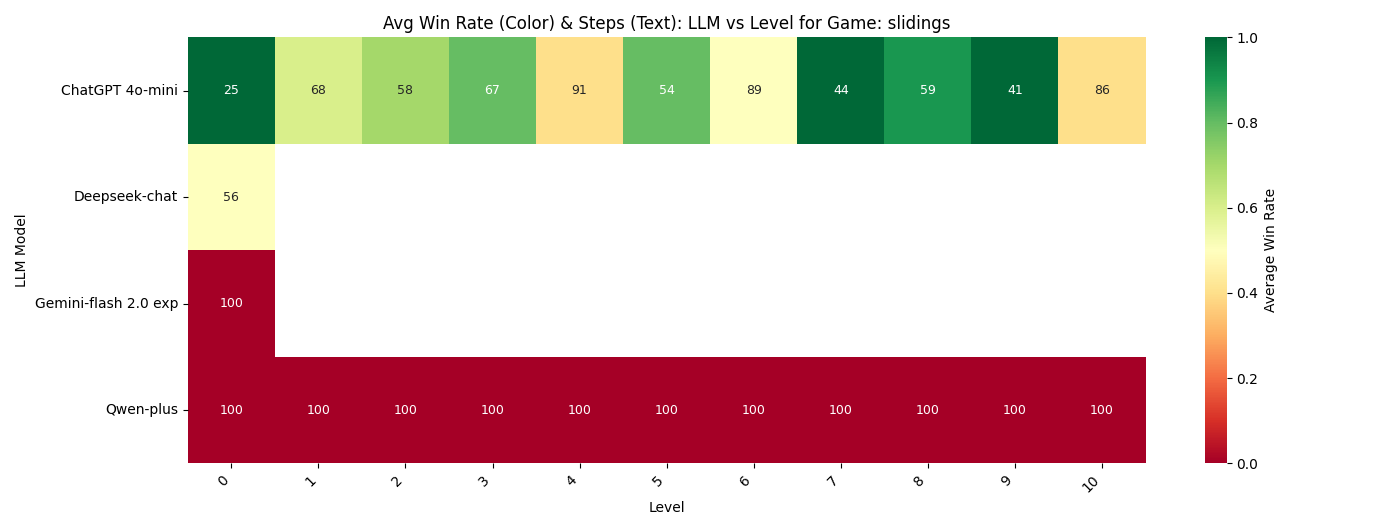 Avg Win Rate (Color) & Steps (Text): LLM vs Level for Game: slidings
LLM Model
ChatGPT 4o-mini 25 68 58 67 91 54 89 44 59 41 86
Deepseek-chat 56
Gemini-flash 2.0 exp 100
Qwen-plus 100 100 100 100 100 100 100 100 100 100 100
0 1 2 3 4 5 6 7 8 9 10
Level
1.0
0.8
0.6
0.4
0.2
0.0
Average Win Rate